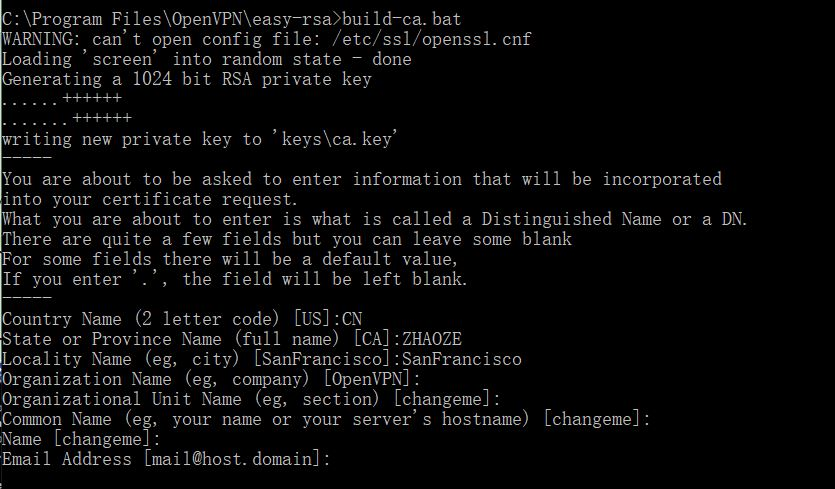 C:\Program Files\OpenVPN\easy-rsa>build-ca.bat
WARNING: can't open config file: /etc/ssl/openssl.cnf
Loading 'screen' into random state - done
Generating a 1024 bit RSA private key
......++++++
.......++++++
writing new private key to 'keys\ca.key'
-----
You are about to be asked to enter information that will be incorporated
into your certificate request.
What you are about to enter is what is called a Distinguished Name or a DN.
There are quite a few fields but you can leave some blank
For some fields there will be a default value,
If you enter '.', the field will be left blank.
-----
Country Name (2 letter code) [US]:CN
State or Province Name (full name) [CA]:ZHAOZE
Locality Name (eg, city) [SanFrancisco]:SanFrancisco
Organization Name (eg, company) [OpenVPN]:
Organizational Unit Name (eg, section) [changeme]:
Common Name (eg, your name or your server's hostname) [changeme]:
Name [changeme]:
Email Address [mail@host.domain]: